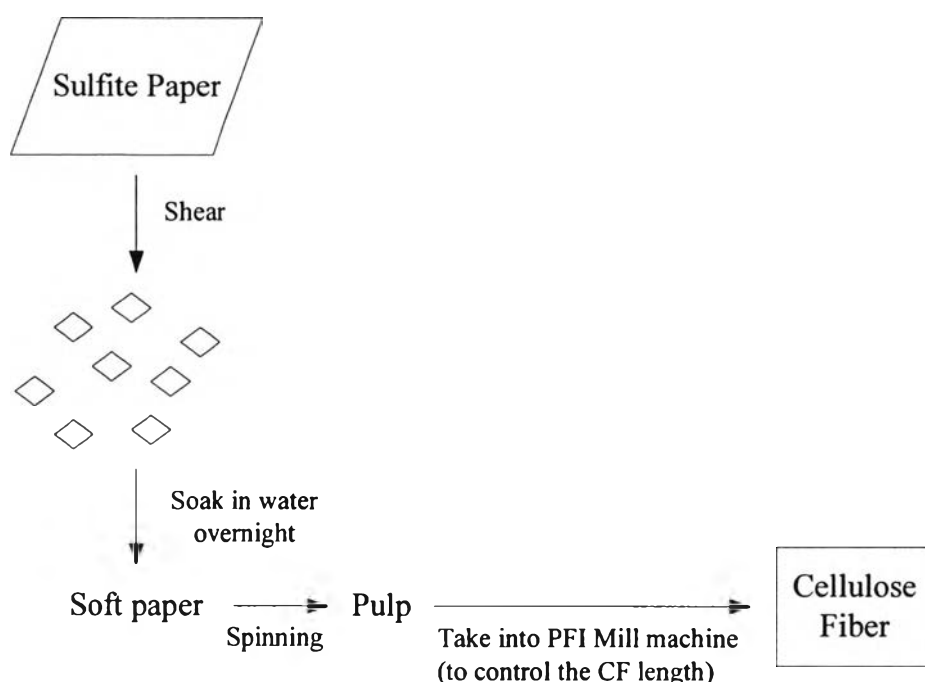 Sulfite Paper
Shear
Soak in water
overnight
Soft paper
Spinning
Pulp
Take into PFI Mill machine
(to control the CF length)
Cellulose
Fiber